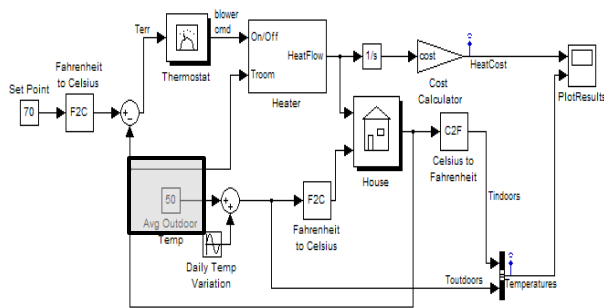 blower
Terr
cmd
Fahrenheit
to Celsius
On/Off
HeatFlow
1/s
cost
HeatCost
Thermostat
Set Point
Troom
Cost
Calculator
PlotResults
70
F2C
Heater
C2F
House
Celsius to
Fahrenheit
50
F2C
Tindoors
Avg Outdoor
Temp
Fahrenheit
to Celsius
Daily Temp
Variation
Toutdoors
Temperatures